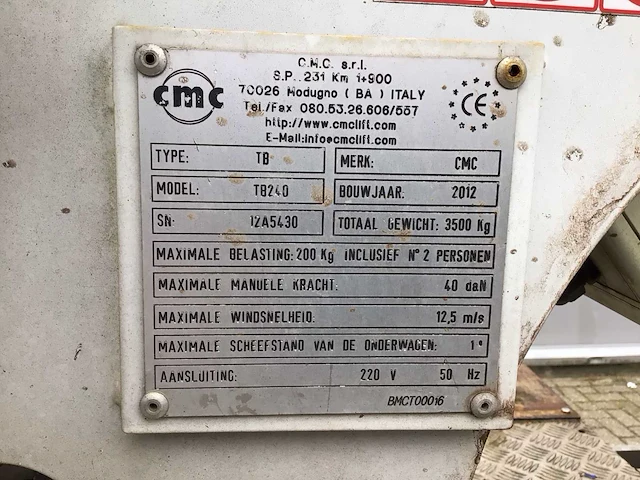 cmc
C.M.C. s.r.l.
S.P. 231 Km 1+900
70026 Modugno ( BA ) ITALY
Tel./Fax 080.53.26.606/557
http://www.cmclift.com
E-Mail:info@cmclift.com
CE
TYPE: TB MERK: CMC
MODEL: TB240 BOUWJAAR: 2012
SN: 12A5430 TOTAAL GEWICHT: 3500 Kg
MAXIMALE BELASTING: 200 Kg INCLUSIEF N° 2 PERSONEN
MAXIMALE MANUELE KRACHT: 40 daN
MAXIMALE WINDSNELHEID: 12,5 m/s
MAXIMALE SCHEEFSTAND VAN DE ONDERWAGEN: 1°
AANSLUITING: 220 V 50 Hz
BMCT00016